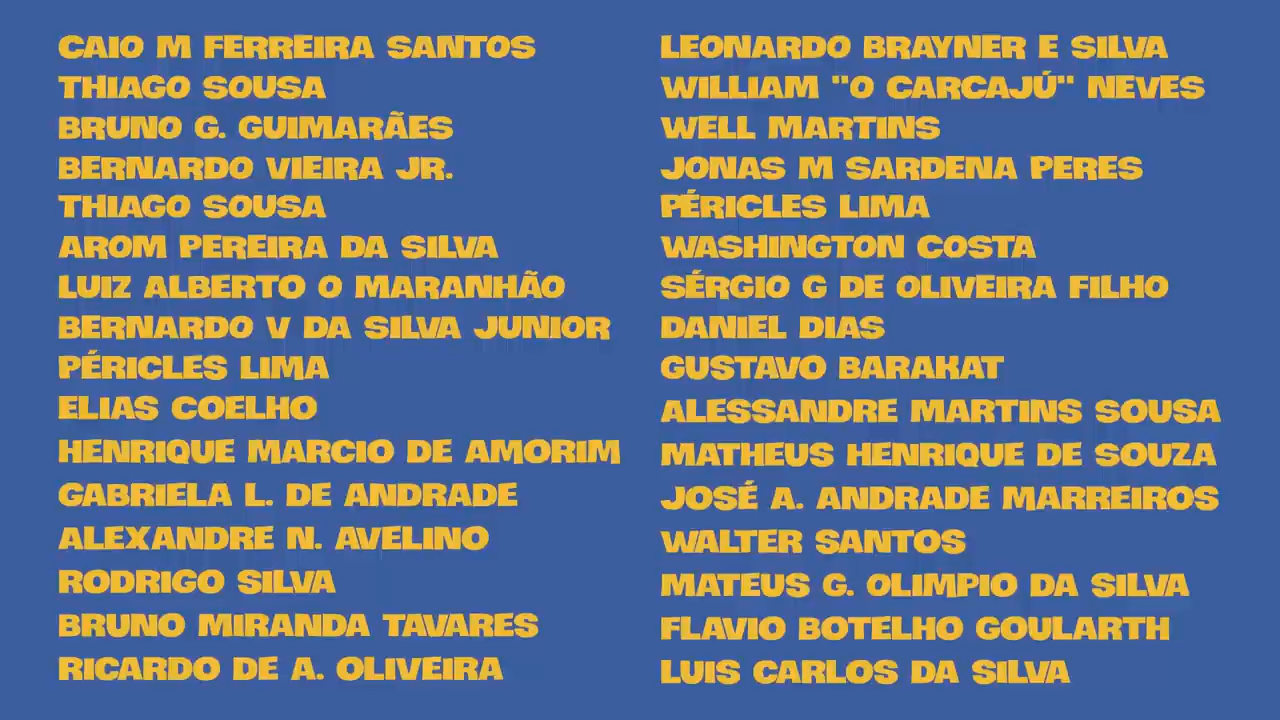 CAIO M FERREIRA SANTOS
THIAGO SOUSA
BRUNO G. GUIMARÃES
BERNARDO VIEIRA JR.
THIAGO SOUSA
AROM PEREIRA DA SILVA
LUIZ ALBERTO O MARANHÃO
BERNARDO V DA SILVA JUNIOR
PÉRICLES LIMA
ELIAS COELHO
HENRIQUE MARCIO DE AMORIM
GABRIELA L. DE ANDRADE
ALEXANDRE N. AVELINO
RODRIGO SILVA
BRUNO MIRANDA TAVARES
RICARDO DE A. OLIVEIRA
LEONARDO BRAYNER E SILVA
WILLIAM "O CARCAJÚ" NEVES
WELL MARTINS
JONAS M SARDENA PERES
PÉRICLES LIMA
WASHINGTON COSTA
SÉRGIO G DE OLIVEIRA FILHO
DANIEL DIAS
GUSTAVO BARAKAT
ALESSANDRE MARTINS SOUSA
MATHEUS HENRIQUE DE SOUZA
JOSÉ A. ANDRADE MARREIROS
WALTER SANTOS
MATEUS G. OLIMPIO DA SILVA
FLAVIO BOTELHO GOULARTH
LUIS CARLOS DA SILVA